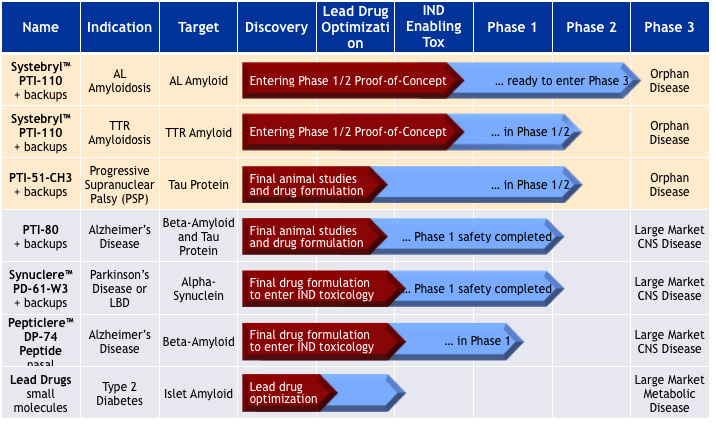 Name Indication Target Discovery Lead Drug Optimizati on IND Enabling Tox Phase 1 Phase 2 Phase 3
Systebryl™
PTI-110
+ backups
AL
Amyloidosis
AL Amyloid
Entering Phase 1/2 Proof-of-Concept
... ready to enter Phase 3
Orphan
Disease
Systebryl™
PTI-110
+ backups
TTR
Amyloidosis
TTR Amyloid
Entering Phase 1/2 Proof-of-Concept
... in Phase 1/2
Orphan
Disease
PTI-51-CH3
+ backups
Progressive
Supranuclear
Palsy (PSP)
Tau Protein
Final animal studies
and drug formulation
... in Phase 1/2
Orphan
Disease
PTI-80
+ backups
Alzheimer's
Disease
Beta-Amyloid
and Tau
Protein
Final animal studies
and drug formulation
... Phase 1 safety completed
Large Market
CNS Disease
Synuclere™
PD-61-W3
+ backups
Parkinson's
Disease or
LBD
Alpha-
Synuclein
Final drug formulation
to enter IND toxicology
... Phase 1 safety completed
Large Market
CNS Disease
Pepticlere™
DP-74
Peptide
nasal
Alzheimer's
Disease
Beta-Amyloid
Final drug formulation
to enter IND toxicology
... in Phase 1
Large Market
CNS Disease
Lead Drugs
small
molecules
Type 2
Diabetes
Islet Amyloid
Lead drug
optimization
Large Market
Metabolic
Disease